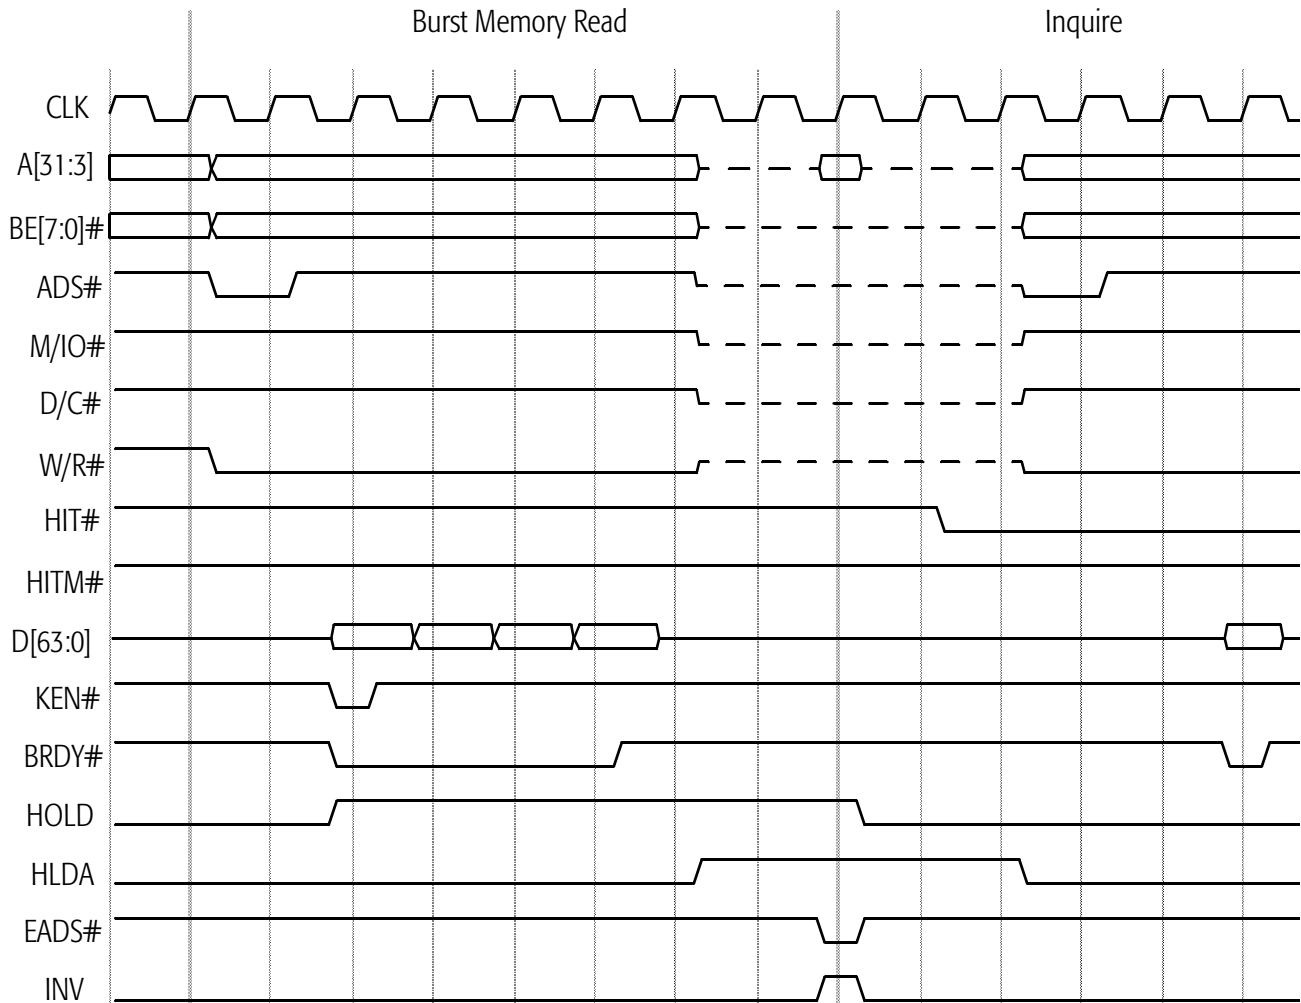 Burst Memory Read
Inquire
CLK
A[31:3]
BE[7:0]#
ADS#
M/IO#
D/C#
W/R#
HIT#
HITM#
D[63:0]
KEN#
BRDY#
HOLD
HLDA
EADS#
INV